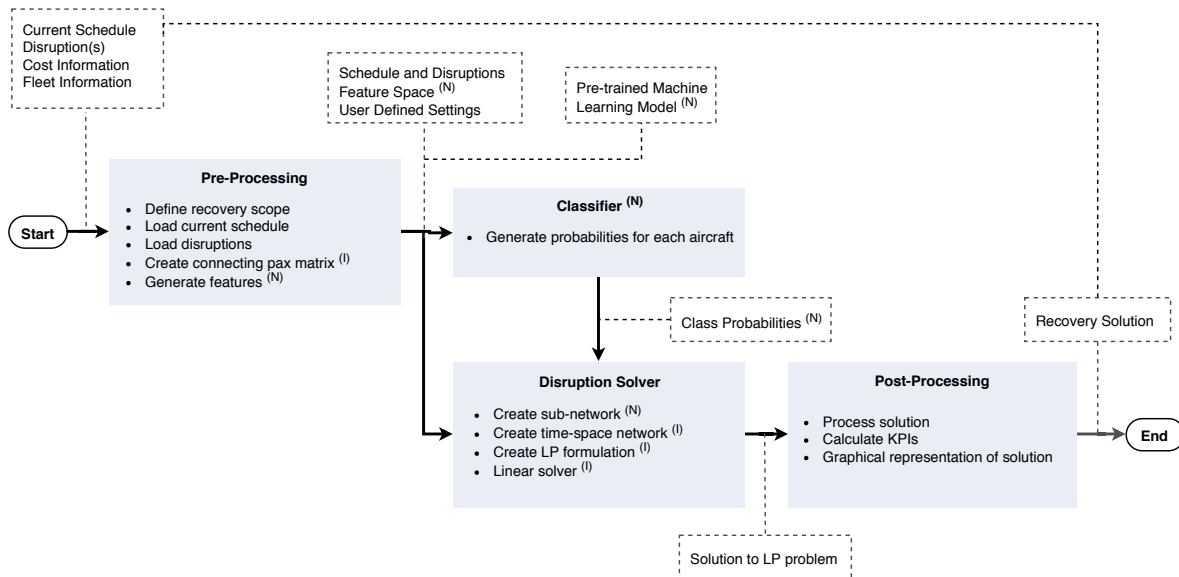 Current Schedule
Disruption(s)
Cost Information
Fleet Information
Schedule and Disruptions
Feature Space (N)
User Defined Settings
Pre-trained Machine
Learning Model (N)
Start
Pre-Processing
• Define recovery scope
• Load current schedule
• Load disruptions
• Create connecting pax matrix (I)
• Generate features (N)
Classifier (N)
• Generate probabilities for each aircraft
Class Probabilities (N)
Recovery Solution
Disruption Solver
• Create sub-network (N)
• Create time-space network (I)
• Create LP formulation (I)
• Linear solver (I)
Post-Processing
• Process solution
• Calculate KPIs
• Graphical representation of solution
End
Solution to LP problem